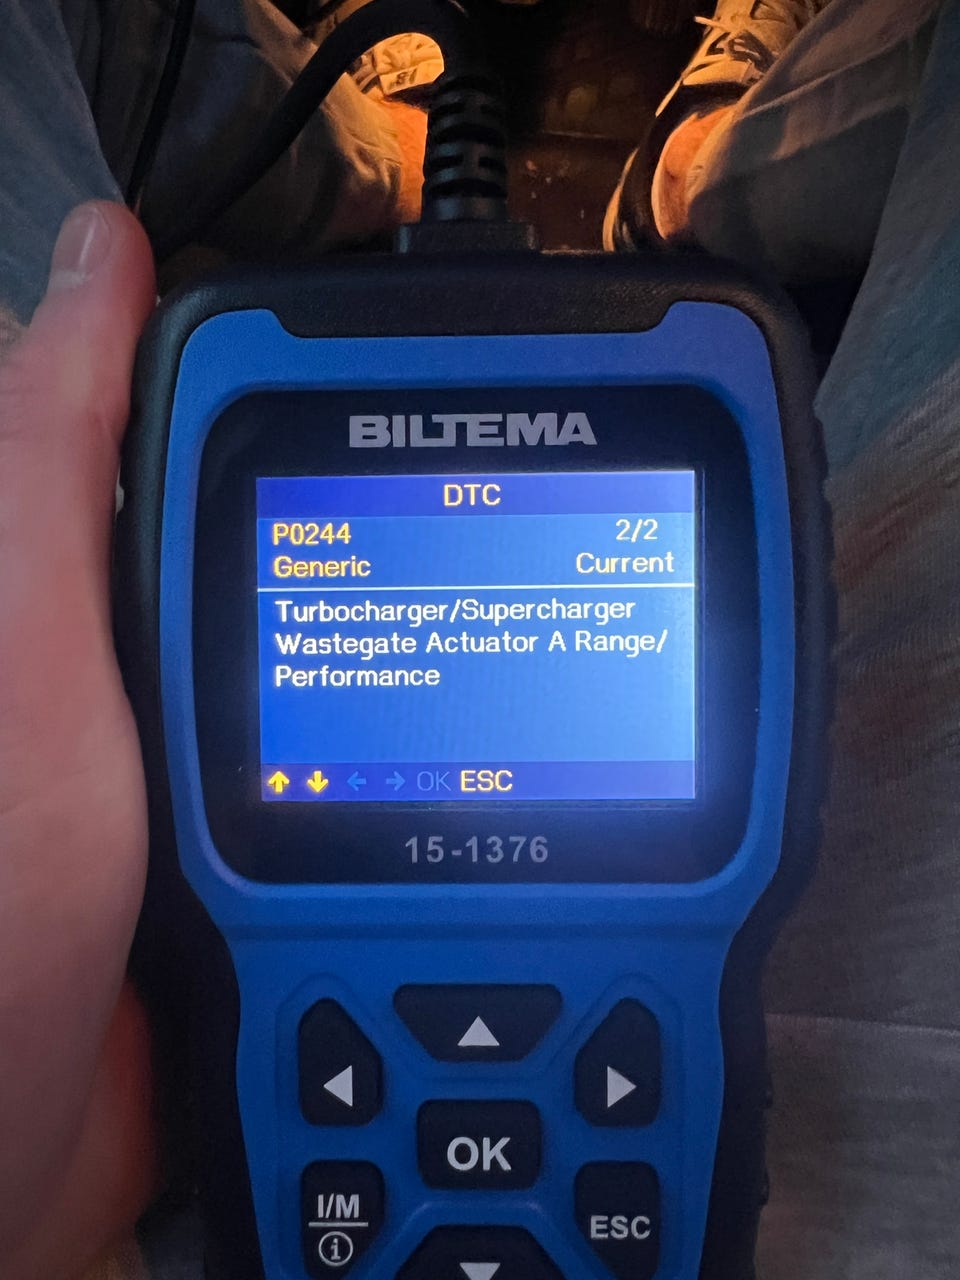 BILTEMA
DTC
P0244 2/2
Generic Current
Turbocharger/Supercharger
Wastegate Actuator A Range/
Performance
OK ESC
15-1376
OK
I/M
i
ESC